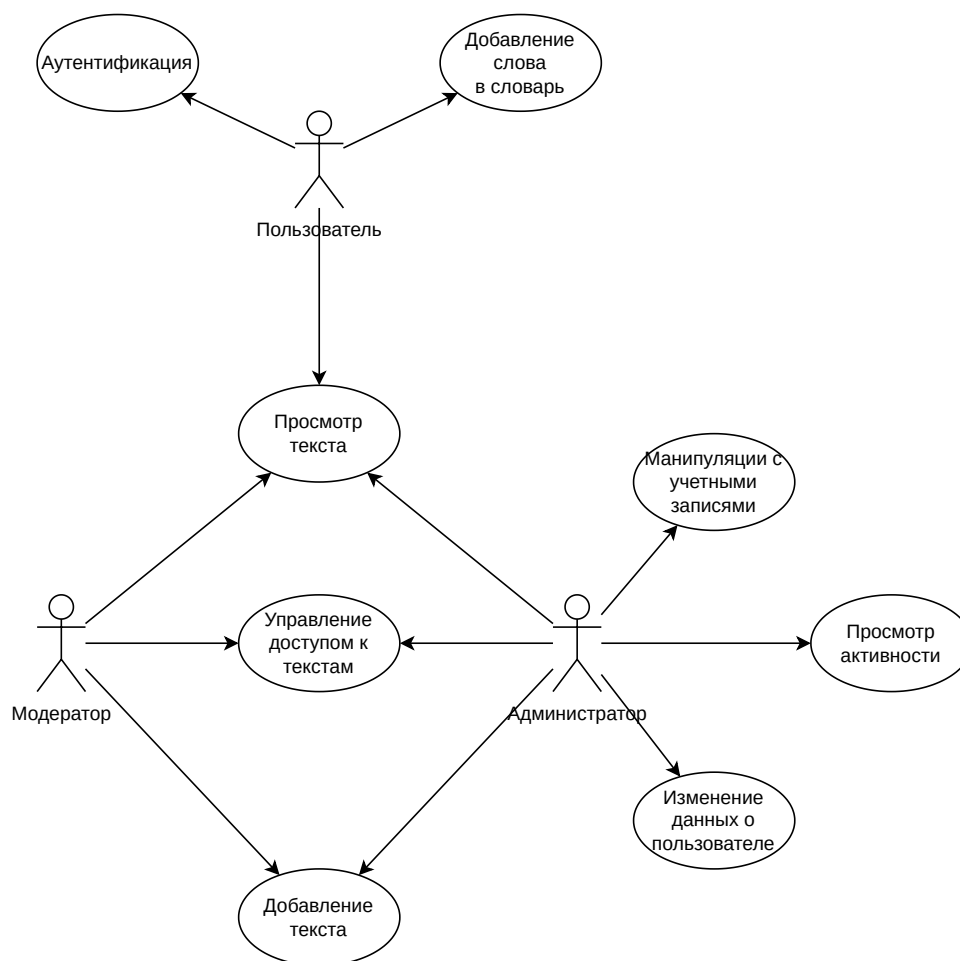 Аутентификация
Добавление
слова
в словарь
Пользователь
Просмотр
текста
Манипуляции с
учетными
записями
Управление
доступом к
текстам
Просмотр
активности
Модератор
Администратор
Изменение
данных о
пользователе
Добавление
текста